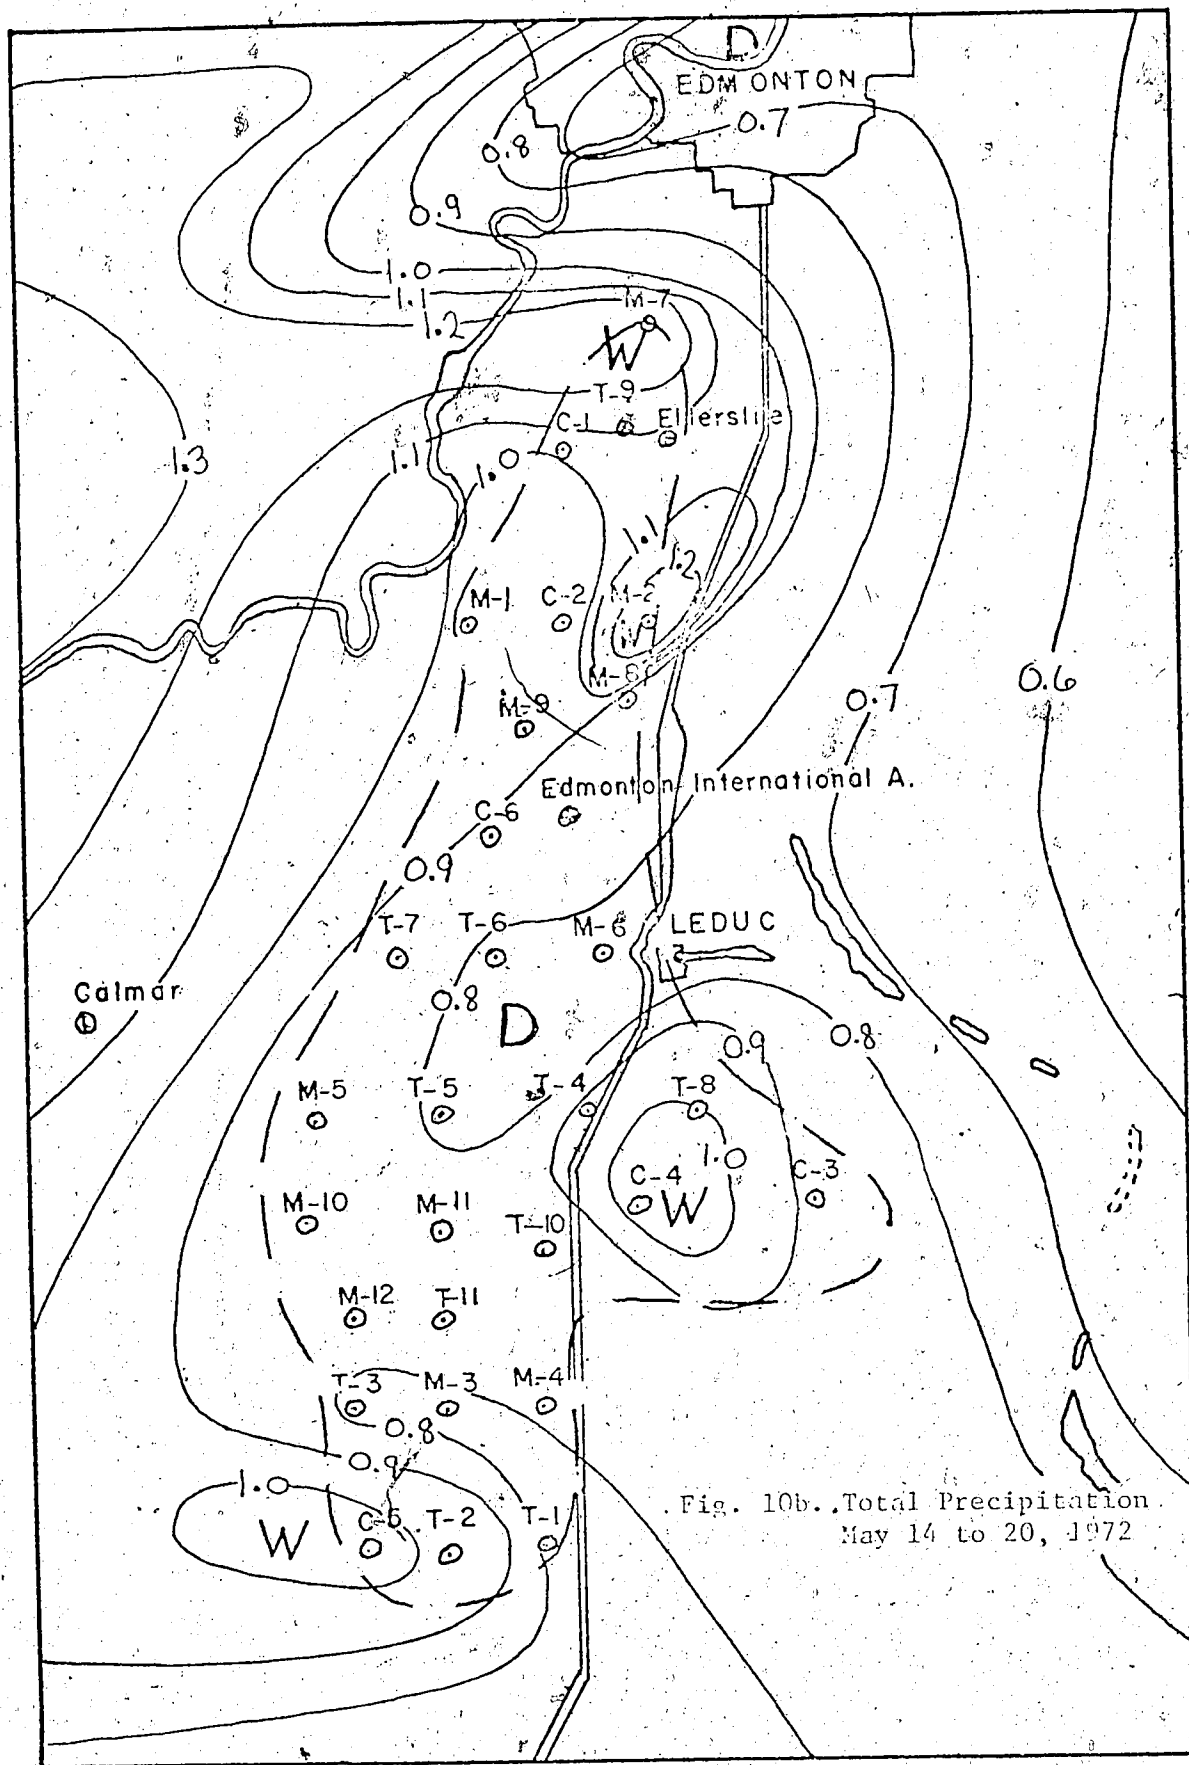 D
EDMONTON
0.7
0.8
0.9
1.0
1.1
M-7
1.2
W
T-9
C-1
Ellerslie
1.3
1.1
1.0
1.1
1.2
M-1
C-2
M-2
W
M-8
0.6
0.7
M-9
Edmonton International A.
C-6
0.9
T-7
T-6
M-6
LEDUC
Calmar
0.8
D
0.9
0.8
M-5
T-5
T-4
T-8
1.0
C-4
C-3
W
M-10
M-11
T-10
M-12
T-11
T-3
M-3
M-4
0.8
0.9
1.0
W
C-5
T-2
T-1
Fig. 10b. Total Precipitation
May 14 to 20, 1972